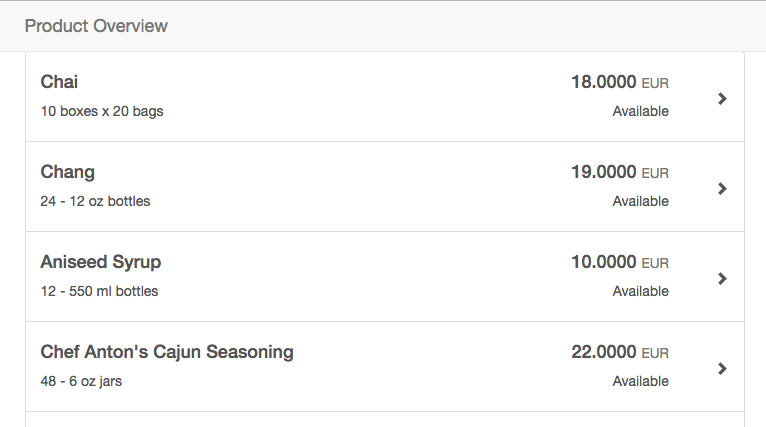 Product Overview
Chai 18.0000 EUR
10 boxes x 20 bags Available
Chang 19.0000 EUR
24 - 12 oz bottles Available
Aniseed Syrup 10.0000 EUR
12 - 550 ml bottles Available
Chef Anton's Cajun Seasoning 22.0000 EUR
48 - 6 oz jars Available